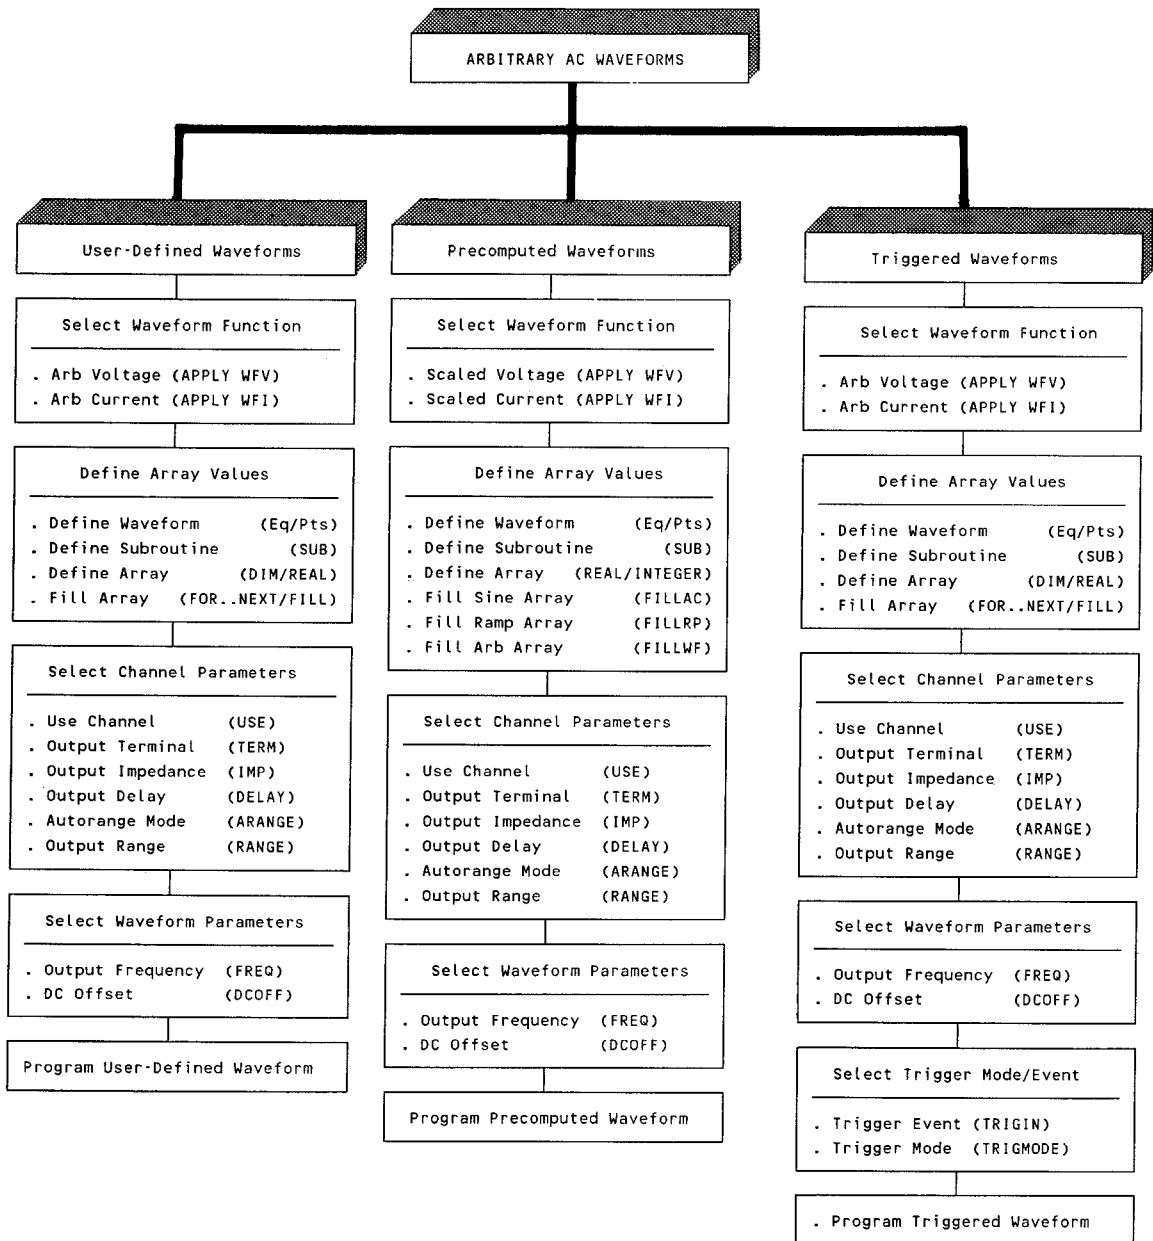 ARBITRARY AC WAVEFORMS
User-Defined Waveforms
Select Waveform Function
. Arb Voltage (APPLY WFV)
. Arb Current (APPLY WFI)
Define Array Values
. Define Waveform (Eq/Pts)
. Define Subroutine (SUB)
. Define Array (DIM/REAL)
. Fill Array (FOR..NEXT/FILL)
Select Channel Parameters
. Use Channel (USE)
. Output Terminal (TERM)
. Output Impedance (IMP)
. Output Delay (DELAY)
. Autorange Mode (ARANGE)
. Output Range (RANGE)
Select Waveform Parameters
. Output Frequency (FREQ)
. DC Offset (DCOFF)
Program User-Defined Waveform
Precomputed Waveforms
Select Waveform Function
. Scaled Voltage (APPLY WFV)
. Scaled Current (APPLY WFI)
Define Array Values
. Define Waveform (Eq/Pts)
. Define Subroutine (SUB)
. Define Array (REAL/INTEGER)
. Fill Sine Array (FILLAC)
. Fill Ramp Array (FILLRP)
. Fill Arb Array (FILLWF)
Select Channel Parameters
. Use Channel (USE)
. Output Terminal (TERM)
. Output Impedance (IMP)
. Output Delay (DELAY)
. Autorange Mode (ARANGE)
. Output Range (RANGE)
Select Waveform Parameters
. Output Frequency (FREQ)
. DC Offset (DCOFF)
Program Precomputed Waveform
Triggered Waveforms
Select Waveform Function
. Arb Voltage (APPLY WFV)
. Arb Current (APPLY WFI)
Define Array Values
. Define Waveform (Eq/Pts)
. Define Subroutine (SUB)
. Define Array (DIM/REAL)
. Fill Array (FOR..NEXT/FILL)
Select Channel Parameters
. Use Channel (USE)
. Output Terminal (TERM)
. Output Impedance (IMP)
. Output Delay (DELAY)
. Autorange Mode (ARANGE)
. Output Range (RANGE)
Select Waveform Parameters
. Output Frequency (FREQ)
. DC Offset (DCOFF)
Select Trigger Mode/Event
. Trigger Event (TRIGIN)
. Trigger Mode (TRIGMODE)
. Program Triggered Waveform